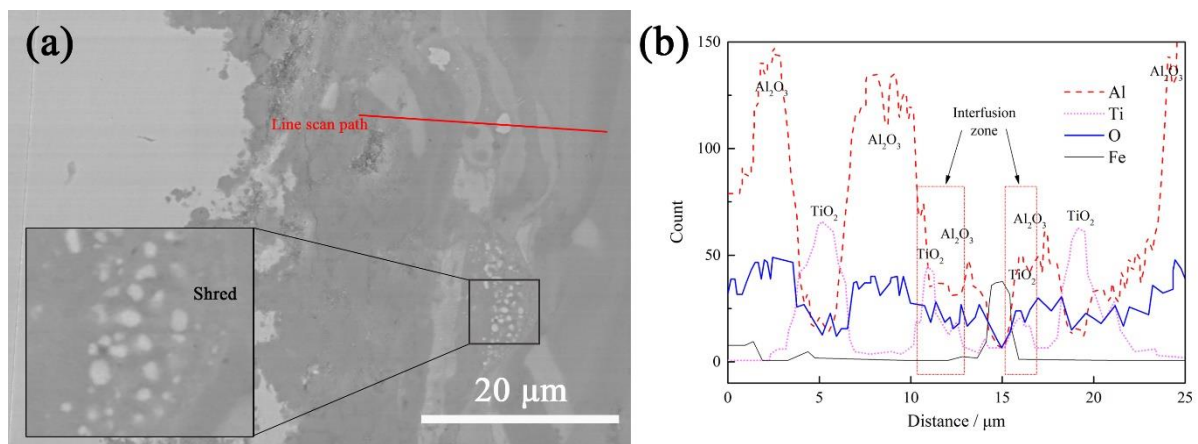 (a)
Line scan path
Shred
20 μm
(b)
Count
150
100
50
0
0
5
10
15
20
25
Distance / μm
Al₂O₃
TiO₂
Al₂O₃
Interfusion
zone
TiO₂
Al₂O₃
Al₂O₃
TiO₂
TiO₂
Al₂O₃
Al
Ti
O
Fe